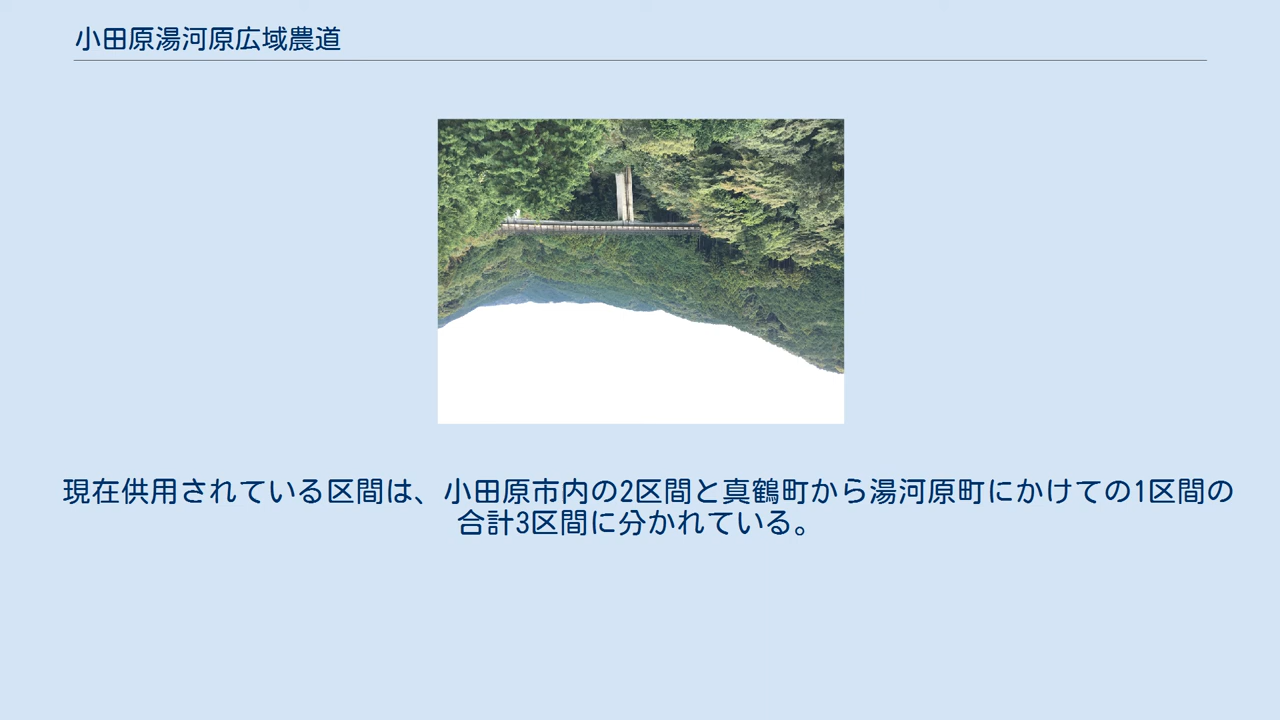 小田原湯河原広域農道
現在供用されている区間は、小田原市内の2区間と真鶴町から湯河原町にかけての1区間の
合計3区間に分かれている。